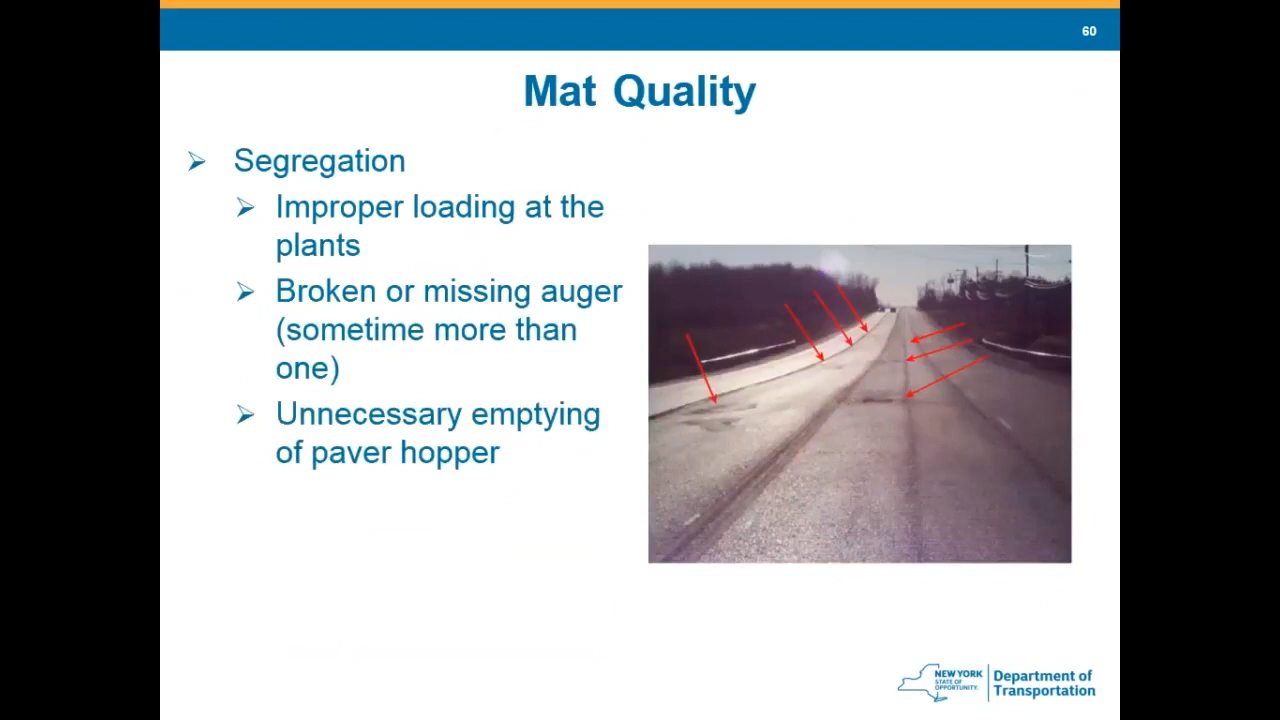 60
Mat Quality
Segregation
Improper loading at the
plants
Broken or missing auger
(sometime more than
one)
Unnecessary emptying
of paver hopper
NEW YORK
STATE OF
OPPORTUNITY.
Department of
Transportation